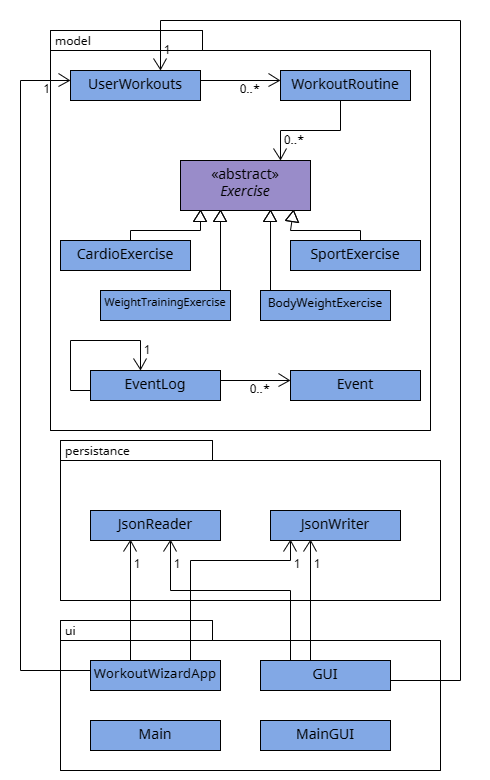 model
1
UserWorkouts
WorkoutRoutine
1
0..*
0..*
«abstract»
Exercise
CardioExercise
SportExercise
WeightTrainingExercise
BodyWeightExercise
1
EventLog
Event
0..*
persistance
JsonReader
JsonWriter
1
1
1
1
ui
WorkoutWizardApp
GUI
Main
MainGUI